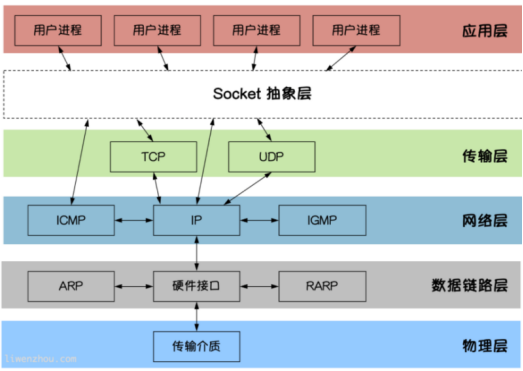 用户进程 用户进程 用户进程 用户进程 应用层
Socket 抽象层
TCP UDP 传输层
ICMP IP IGMP 网络层
ARP 硬件接口 RARP 数据链路层
传输介质 物理层
liwenzhou.com